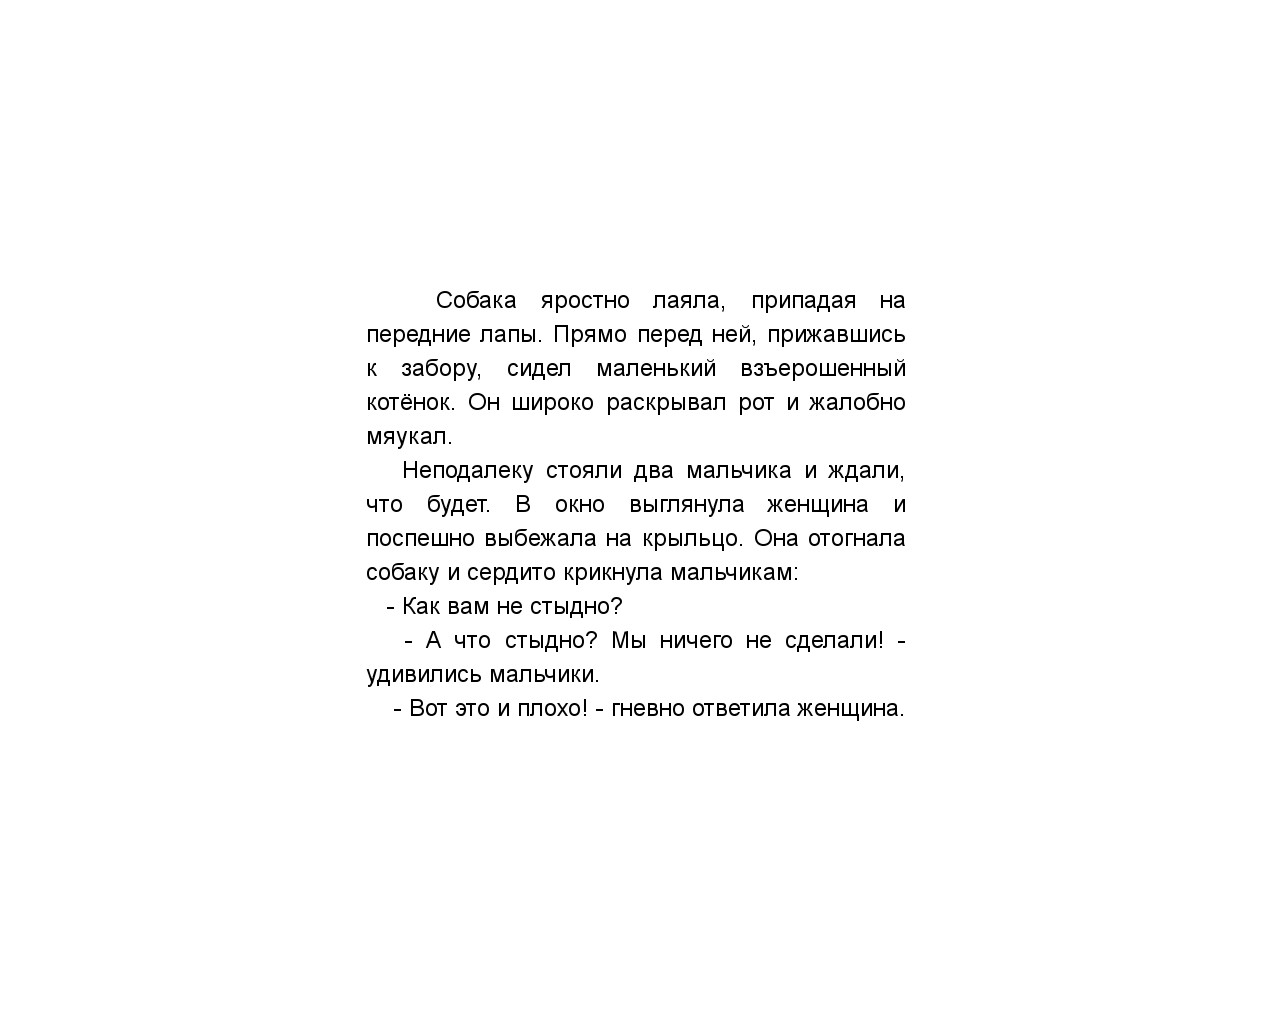 Собака яростно лаяла, припадая на
передние лапы. Прямо перед ней, прижавшись
к забору, сидел маленький взъерошенный
котёнок. Он широко раскрывал рот и жалобно
мяукал.
Неподалеку стояли два мальчика и ждали,
что будет. В окно выглянула женщина и
поспешно выбежала на крыльцо. Она отогнала
собаку и сердито крикнула мальчикам:
- Как вам не стыдно?
- А что стыдно? Мы ничего не сделали! -
удивились мальчики.
- Вот это и плохо! - гневно ответила женщина.